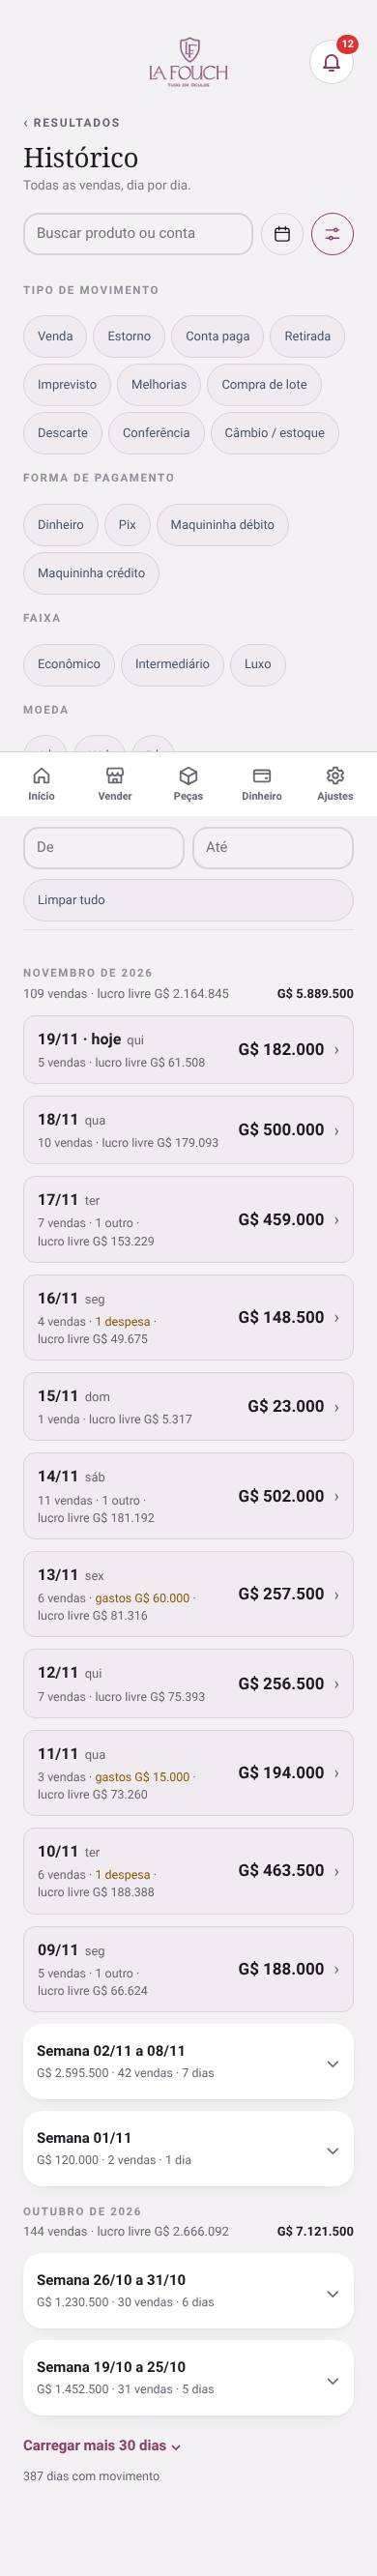 12
LA FOUCH
‹ RESULTADOS
Histórico
Todas as vendas, dia por dia.
Buscar produto ou conta
TIPO DE MOVIMENTO
Venda
Estorno
Conta paga
Retirada
Imprevisto
Melhorias
Compra de lote
Descarte
Conferência
Câmbio / estoque
FORMA DE PAGAMENTO
Dinheiro
Pix
Maquininha débito
Maquininha crédito
FAIXA
Econômico
Intermediário
Luxo
MOEDA
Início
Vender
Peças
Dinheiro
Ajustes
De
Até
Limpar tudo
NOVEMBRO DE 2026
109 vendas · lucro livre G$ 2.164.845 G$ 5.889.500
19/11 · hoje qui
5 vendas · lucro livre G$ 61.508
G$ 182.000 ›
18/11 qua
10 vendas · lucro livre G$ 179.093
G$ 500.000 ›
17/11 ter
7 vendas · 1 outro ·
lucro livre G$ 153.229
G$ 459.000 ›
16/11 seg
4 vendas · 1 despesa ·
lucro livre G$ 49.675
G$ 148.500 ›
15/11 dom
1 venda · lucro livre G$ 5.317
G$ 23.000 ›
14/11 sáb
11 vendas · 1 outro ·
lucro livre G$ 181.192
G$ 502.000 ›
13/11 sex
6 vendas · gastos G$ 60.000 ·
lucro livre G$ 81.316
G$ 257.500 ›
12/11 qui
7 vendas · lucro livre G$ 75.393
G$ 256.500 ›
11/11 qua
3 vendas · gastos G$ 15.000 ·
lucro livre G$ 73.260
G$ 194.000 ›
10/11 ter
6 vendas · 1 despesa ·
lucro livre G$ 188.388
G$ 463.500 ›
09/11 seg
5 vendas · 1 outro ·
lucro livre G$ 66.624
G$ 188.000 ›
Semana 02/11 a 08/11
G$ 2.595.500 · 42 vendas · 7 dias
Semana 01/11
G$ 120.000 · 2 vendas · 1 dia
OUTUBRO DE 2026
144 vendas · lucro livre G$ 2.666.092 G$ 7.121.500
Semana 26/10 a 31/10
G$ 1.230.500 · 30 vendas · 6 dias
Semana 19/10 a 25/10
G$ 1.452.500 · 31 vendas · 5 dias
Carregar mais 30 dias
387 dias com movimento